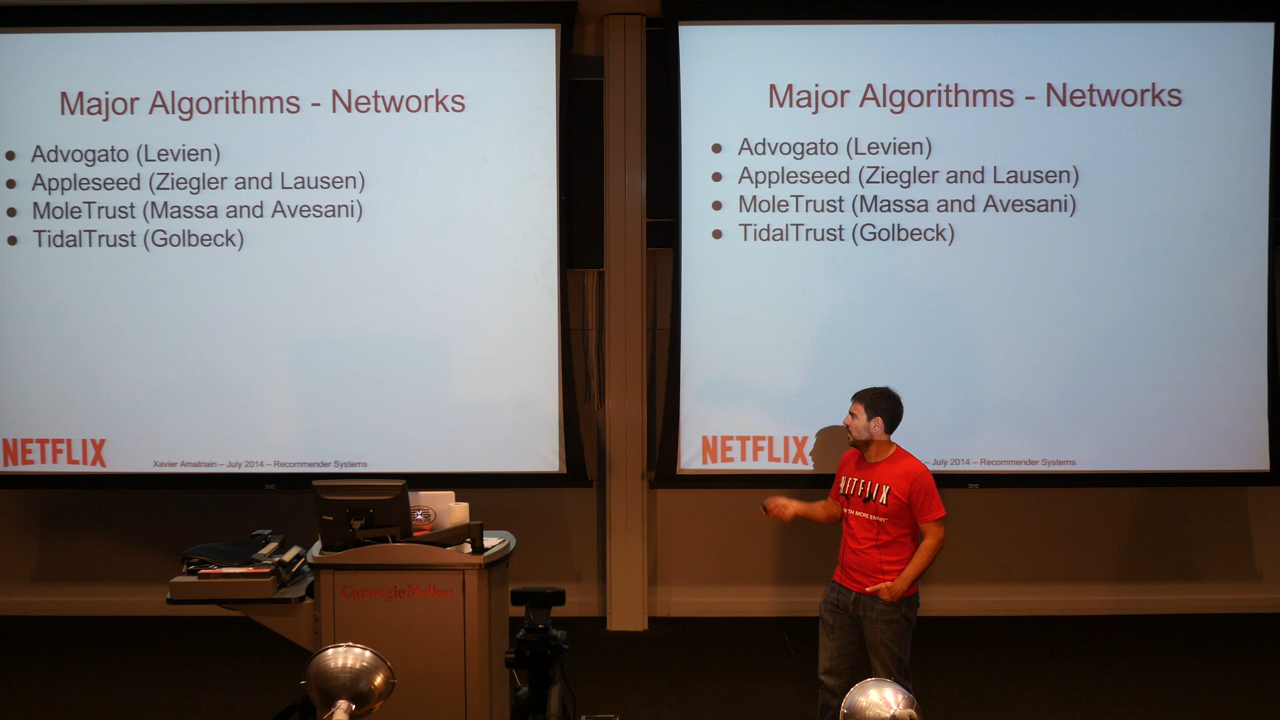 Major Algorithms - Networks
● Advogato (Levien)
● Appleseed (Ziegler and Lausen)
● MoleTrust (Massa and Avesani)
● TidalTrust (Golbeck)
NETFLIX
Xavier Amatriain – July 2014 – Recommender Systems
Major Algorithms - Networks
● Advogato (Levien)
● Appleseed (Ziegler and Lausen)
● MoleTrust (Massa and Avesani)
● TidalTrust (Golbeck)
NETFLIX
– July 2014 – Recommender Systems
NETFLIX
MORE
Carnegie Mellon